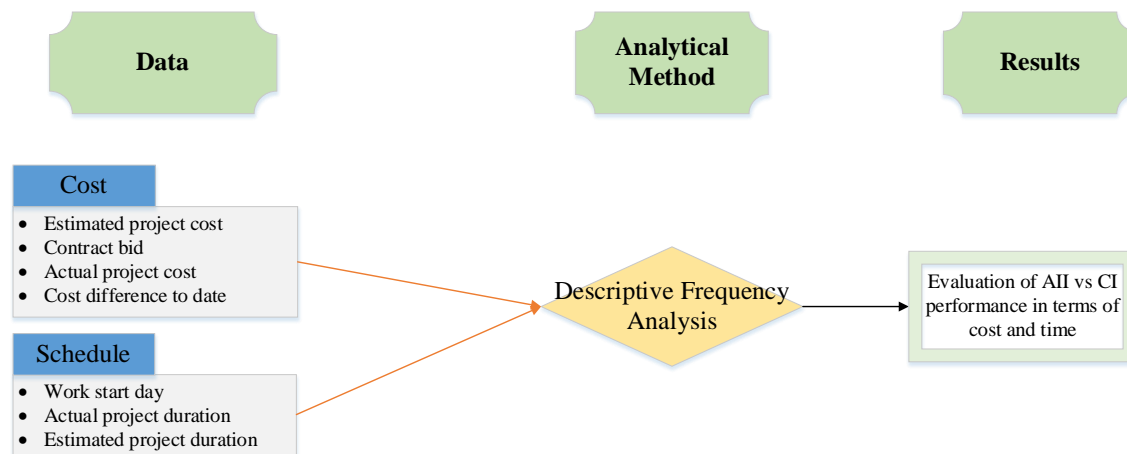 Data
Analytical
Method
Results
Cost
• Estimated project cost
• Contract bid
• Actual project cost
• Cost difference to date
Schedule
• Work start day
• Actual project duration
• Estimated project duration
Descriptive Frequency
Analysis
Evaluation of AII vs CI
performance in terms of
cost and time